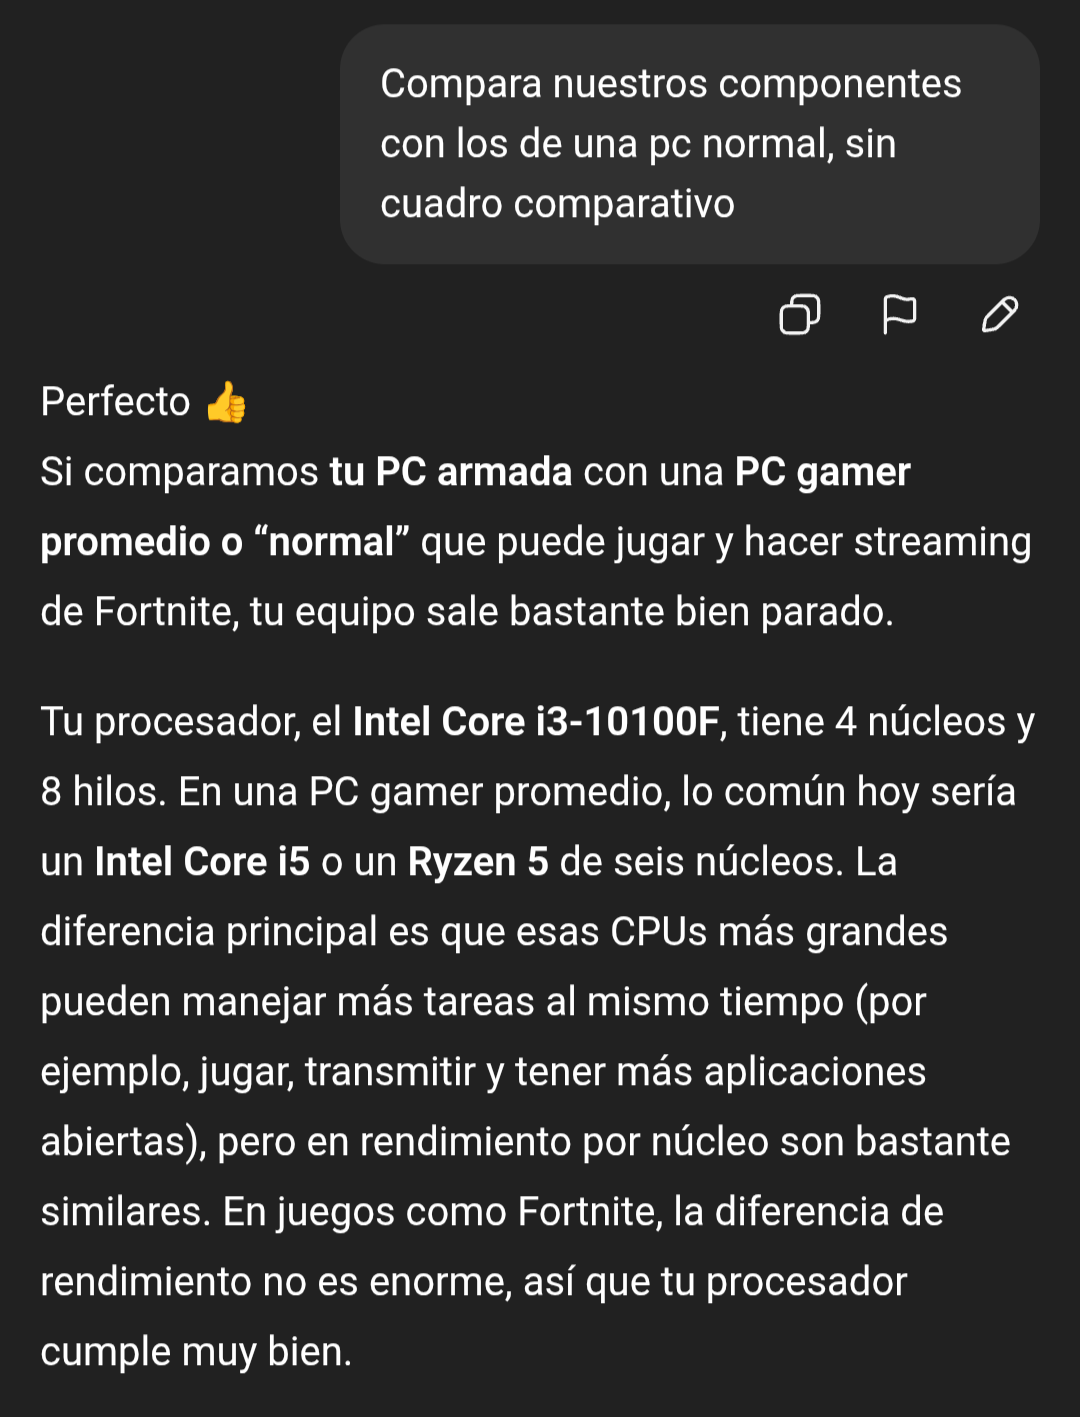 Compara nuestros componentes
con los de una pc normal, sin
cuadro comparativo
Perfecto 👍
Si comparamos tu PC armada con una PC gamer
promedio o “normal” que puede jugar y hacer streaming
de Fortnite, tu equipo sale bastante bien parado.
Tu procesador, el Intel Core i3-10100F, tiene 4 núcleos y
8 hilos. En una PC gamer promedio, lo común hoy sería
un Intel Core i5 o un Ryzen 5 de seis núcleos. La
diferencia principal es que esas CPUs más grandes
pueden manejar más tareas al mismo tiempo (por
ejemplo, jugar, transmitir y tener más aplicaciones
abiertas), pero en rendimiento por núcleo son bastante
similares. En juegos como Fortnite, la diferencia de
rendimiento no es enorme, así que tu procesador
cumple muy bien.